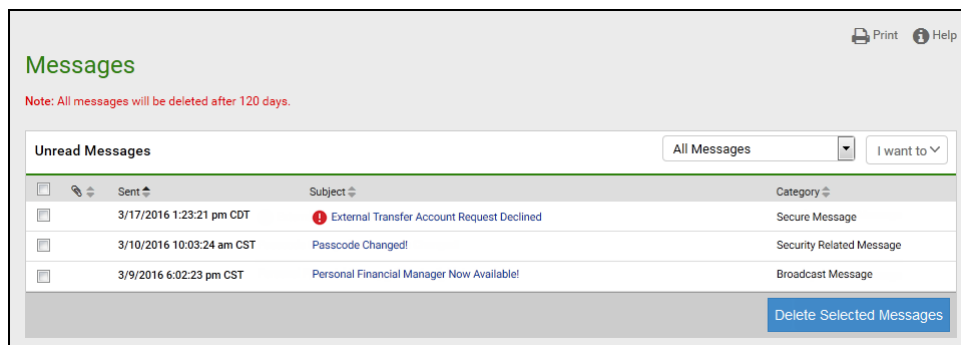 Print Help
Messages
Note: All messages will be deleted after 120 days.
Unread Messages All Messages I want to
Sent Subject Category
3/17/2016 1:23:21 pm CDT External Transfer Account Request Declined Secure Message
3/10/2016 10:03:24 am CST Passcode Changed! Security Related Message
3/9/2016 6:02:23 pm CST Personal Financial Manager Now Available! Broadcast Message
Delete Selected Messages